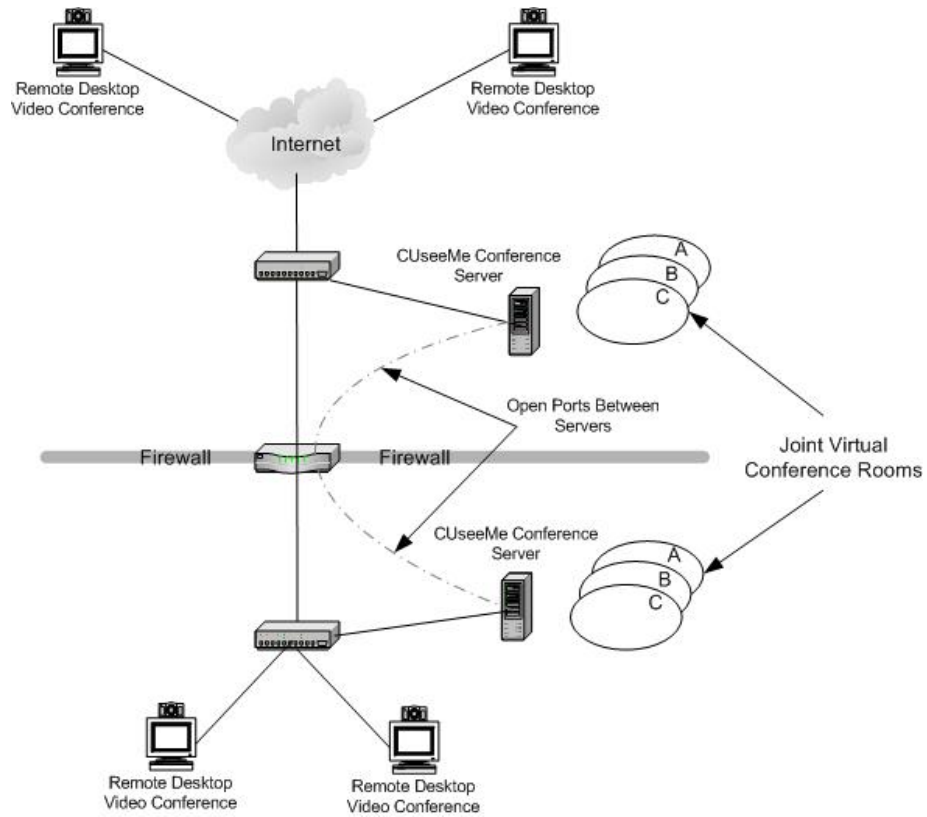 Remote Desktop
Video Conference
Remote Desktop
Video Conference
Internet
CUseeMe Conference
Server
A
B
C
Open Ports Between
Servers
Firewall
Firewall
Joint Virtual
Conference Rooms
CUseeMe Conference
Server
A
B
C
Remote Desktop
Video Conference
Remote Desktop
Video Conference